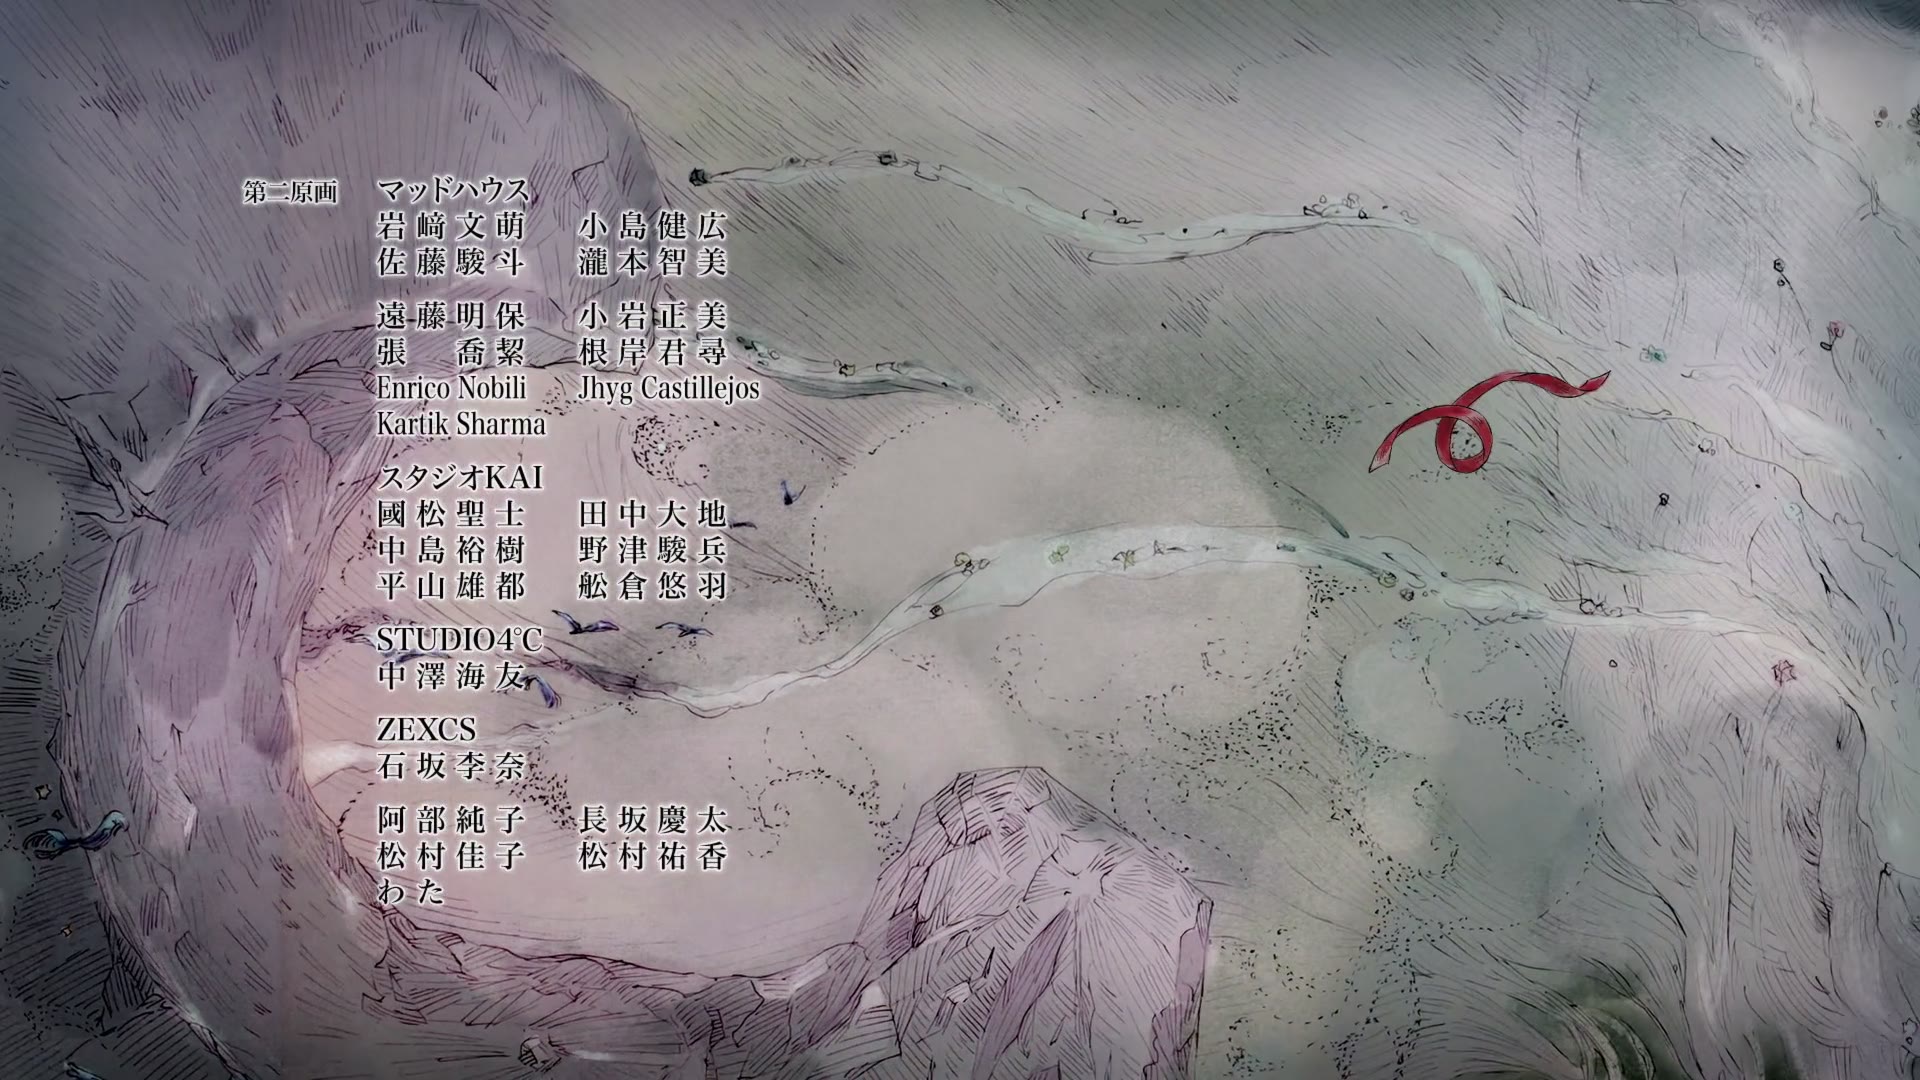 第二原画 マッドハウス
岩﨑文萌 小島健広
佐藤駿斗 瀧本智美
遠藤明保 小岩正美
張 喬絜 根岸君尋
Enrico Nobili Jhyg Castillejos
Kartik Sharma
スタジオKAI
國松聖士 田中大地
中島裕樹 野津駿兵
平山雄都 舩倉悠羽
STUDIO4℃
中澤海友
ZEXCS
石坂李奈
阿部純子 長坂慶太
松村佳子 松村祐香
わた